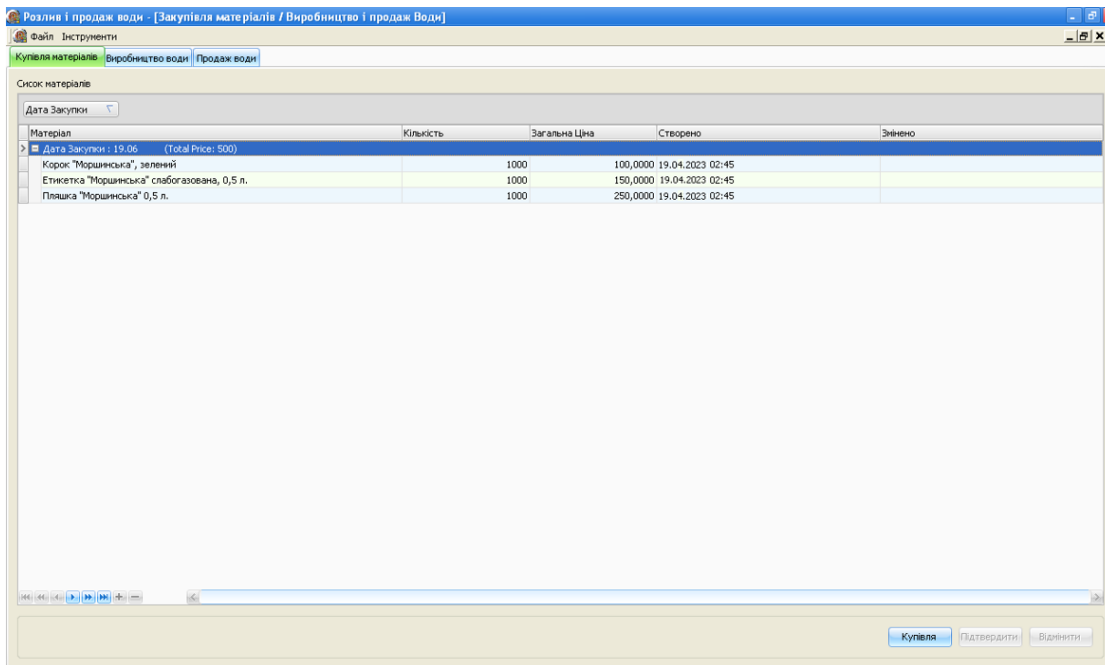 Розлив і продаж води - [Закупівля матеріалів / Виробництво і продаж Води]
Файл Інструменти
Купівля матеріалів Виробництво води Продаж води
Сисок матеріалів
Дата Закупки
Матеріал Кількість Загальна Ціна Створено Змінено
Дата Закупки : 19.06 (Total Price: 500)
Корок "Моршинська", зелений 1000 100,0000 19.04.2023 02:45
Етикетка "Моршинська" слабогазована, 0,5 л. 1000 150,0000 19.04.2023 02:45
Пляшка "Моршинська" 0,5 л. 1000 250,0000 19.04.2023 02:45
Купівля Підтвердити Відмінити